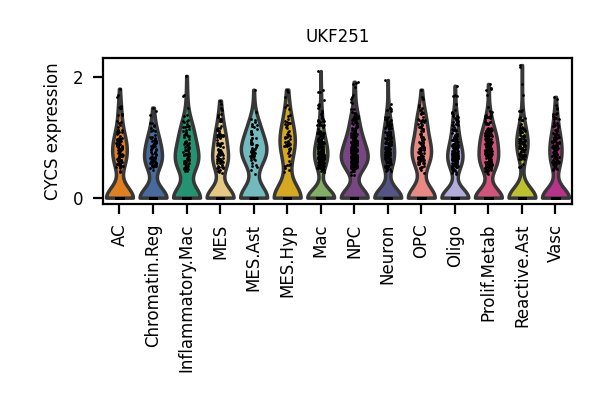 UKF251
CYCS expression
2
0
AC
Chromatin.Reg
Inflammatory.Mac
MES
MES.Ast
MES.Hyp
Mac
NPC
Neuron
OPC
Oligo
Prolif.Metab
Reactive.Ast
Vasc